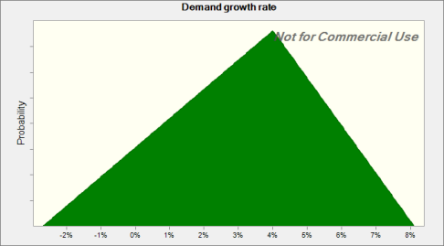 Demand growth rate
Not for Commercial Use
Probability
-2% -1% 0% 1% 2% 3% 4% 5% 6% 7% 8%